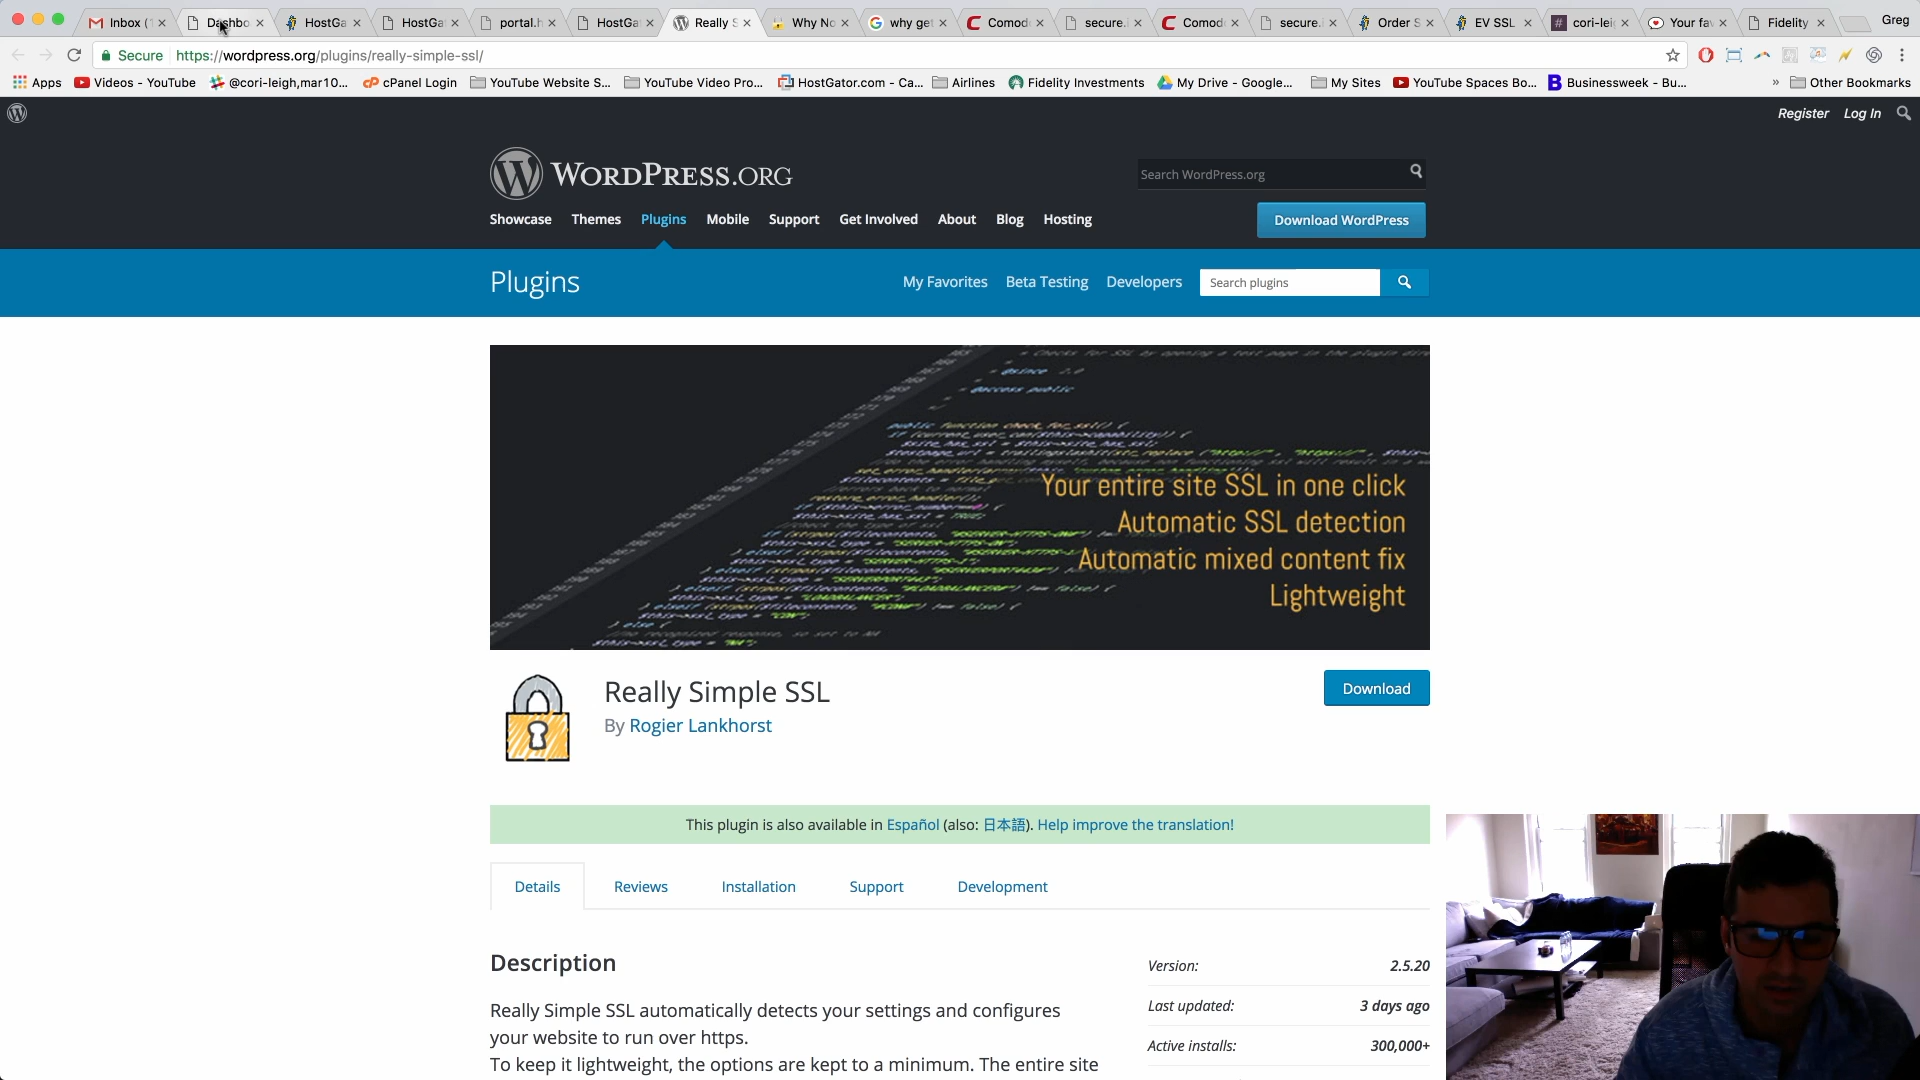 Inbox (1
Dashbo
HostGa
HostGat
portal.h
HostGat
Really S
Why No
why get
Comodo
secure.i
Comodo
secure.i
Order S
EV SSL
cori-leig
Your fav
Fidelity
Greg
Secure https://wordpress.org/plugins/really-simple-ssl/
Apps
Videos - YouTube
@cori-leigh,mar10...
cPanel Login
YouTube Website S...
YouTube Video Pro...
HostGator.com - Ca...
Airlines
Fidelity Investments
My Drive - Google...
My Sites
YouTube Spaces Bo...
Businessweek - Bu...
»
Other Bookmarks
Register Log In
WORDPRESS.ORG
Search WordPress.org
Showcase Themes Plugins Mobile Support Get Involved About Blog Hosting
Download WordPress
Plugins
My Favorites Beta Testing Developers
Search plugins
Your entire site SSL in one click
Automatic SSL detection
Automatic mixed content fix
Lightweight
Really Simple SSL
By Rogier Lankhorst
Download
This plugin is also available in Español (also: 日本語). Help improve the translation!
Details Reviews Installation Support Development
Description
Version: 2.5.20
Really Simple SSL automatically detects your settings and configures
Last updated: 3 days ago
your website to run over https.
Active installs: 300,000+
To keep it lightweight, the options are kept to a minimum. The entire site